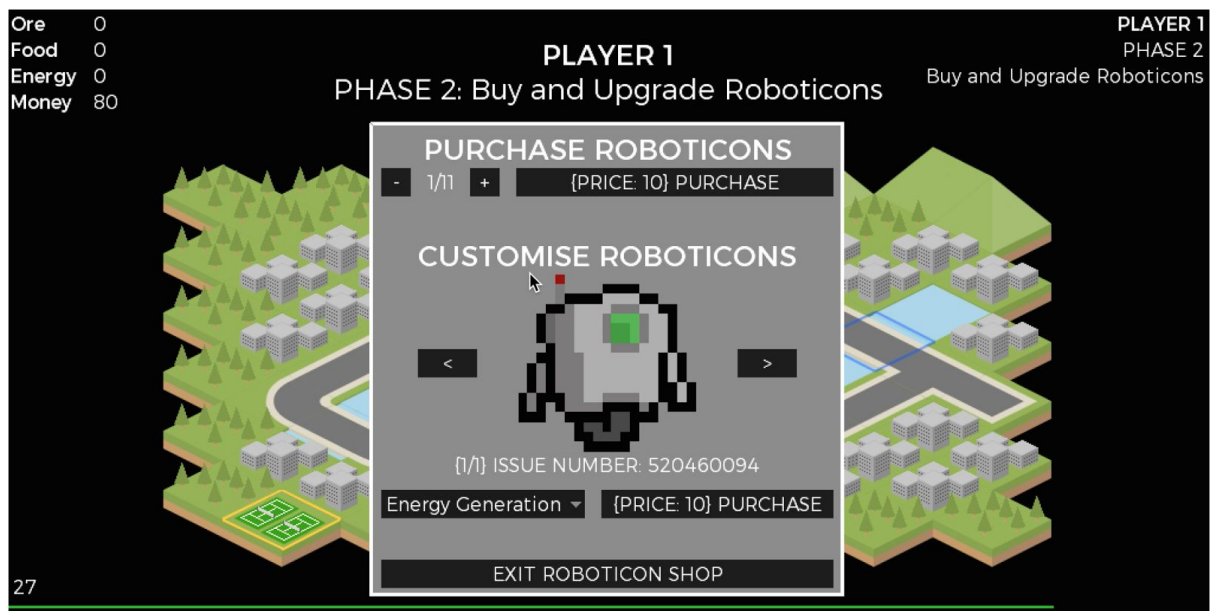 Ore 0
Food 0
Energy 0
Money 80
PLAYER 1
PHASE 2: Buy and Upgrade Roboticons
PLAYER 1
PHASE 2
Buy and Upgrade Roboticons
PURCHASE ROBOTICONS
- 1/11 + {PRICE: 10} PURCHASE
CUSTOMISE ROBOTICONS
< >
{1/1} ISSUE NUMBER: 520460094
Energy Generation {PRICE: 10} PURCHASE
EXIT ROBOTICON SHOP
27